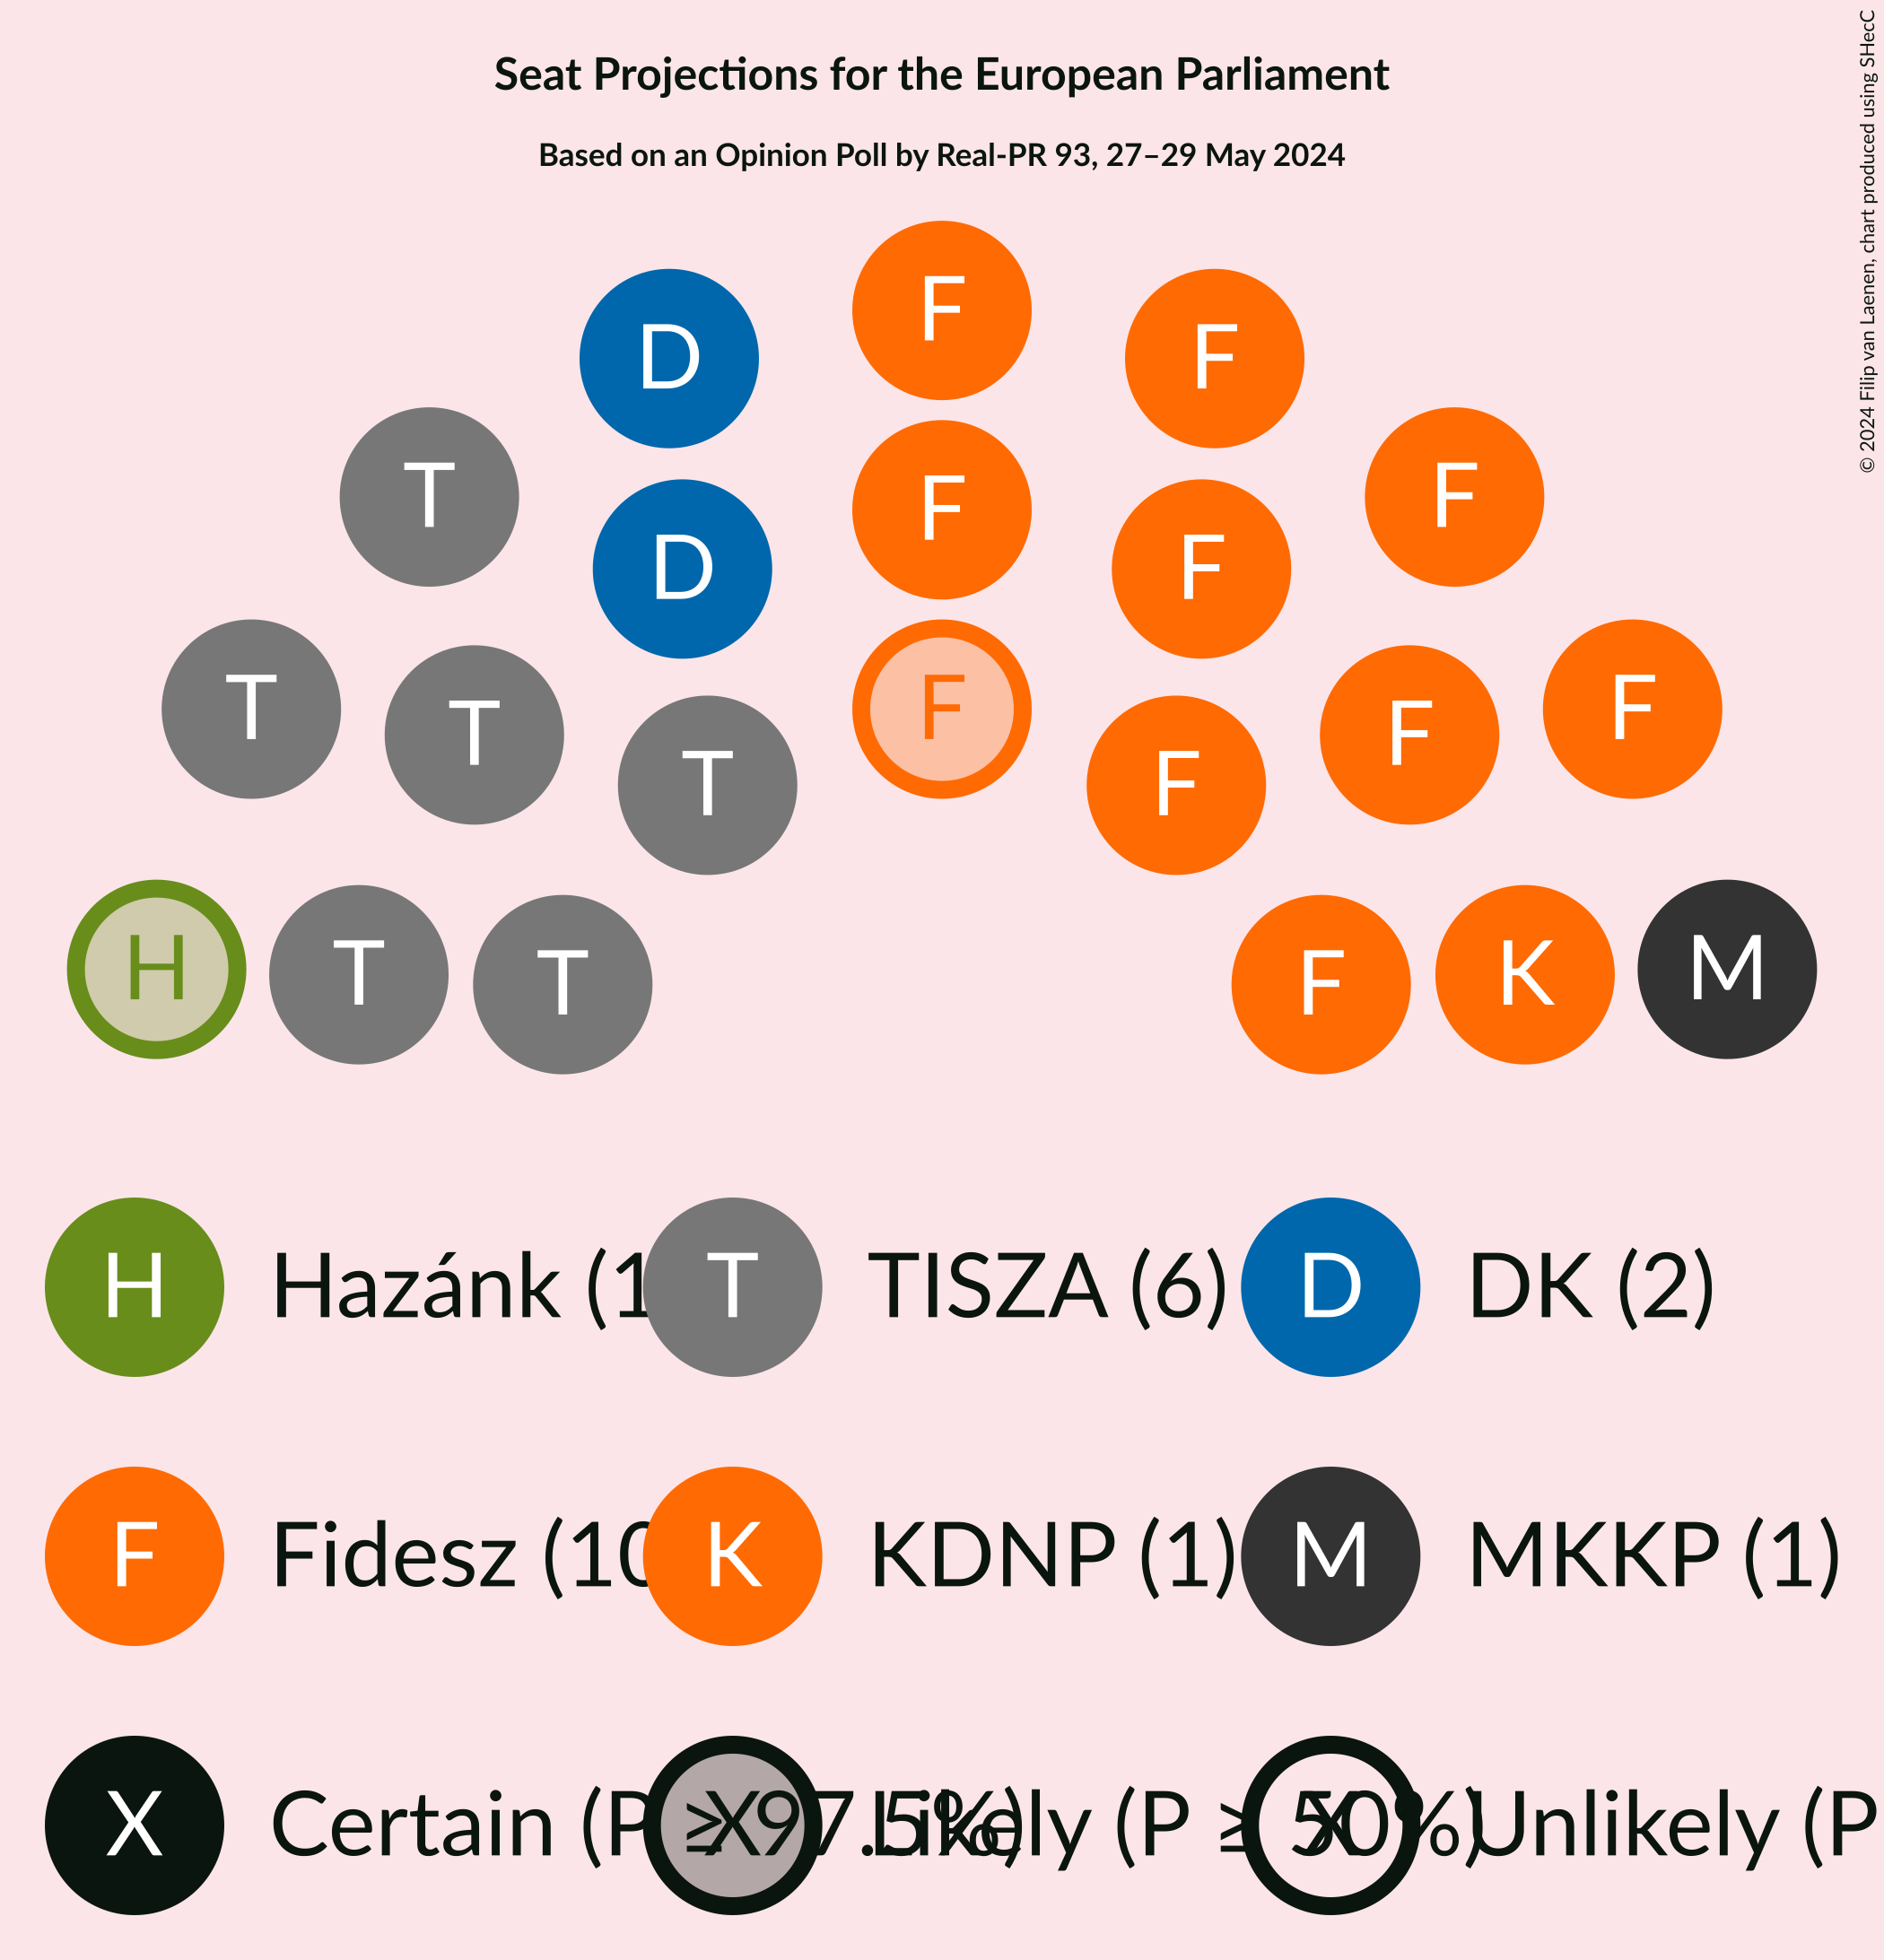 Seat Projections for the European Parliament
Based on an Opinion Poll by Real-PR 93, 27–29 May 2024
© 2024 Filip van Laenen, chart produced using SHecC
F
D F
T F
F
D F
T F F
T F
T F
H T T F K M
H Hazánk (1 T TISZA (6) D DK (2)
F Fidesz (10 K KDNP (1) M MKKP (1)
X Certain (P ≥ 97.5%) X Likely (P ≥ 50%) X Unlikely (P